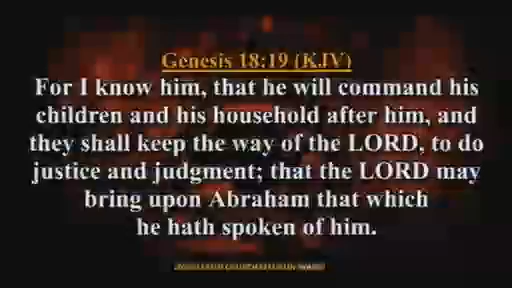 Genesis 18:19 (KJV)
For I know him, that he will command his
children and his household after him, and
they shall keep the way of the LORD, to do
justice and judgment; that the LORD may
bring upon Abraham that which
he hath spoken of him.